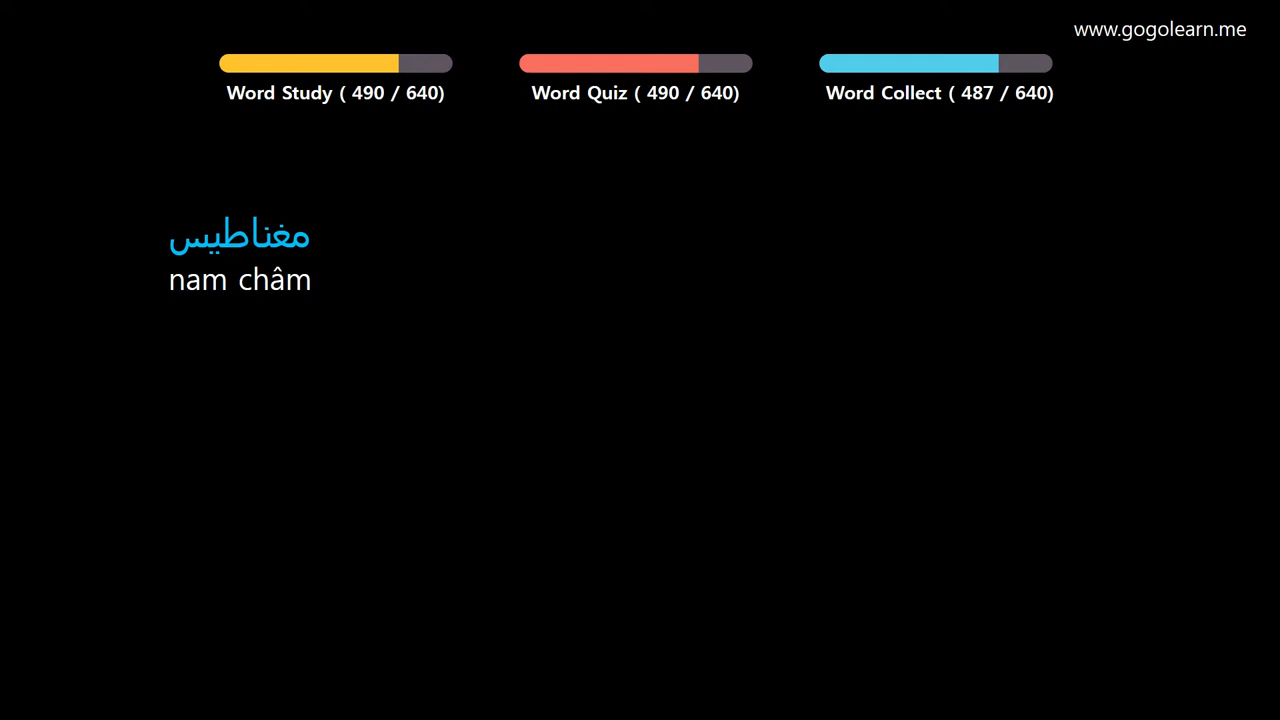 www.gogolearn.me
Word Study ( 490 / 640)
Word Quiz ( 490 / 640)
Word Collect ( 487 / 640)
مغناطيس
nam châm